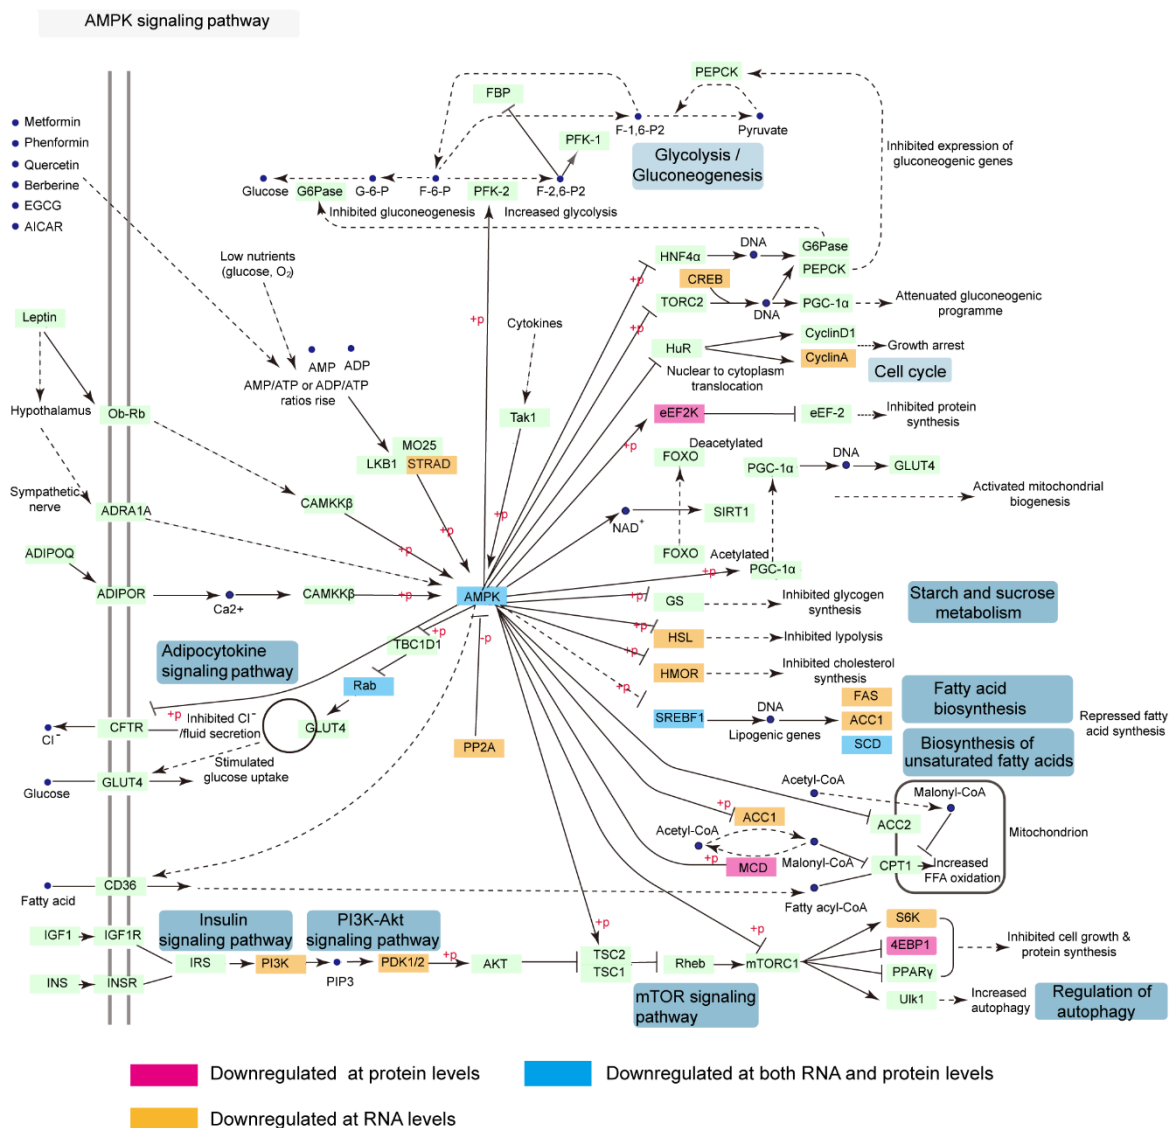 AMPK signaling pathway
Metformin
Phenformin
Quercetin
Berberine
EGCG
AICAR
PEPCK
FBP
F-1,6-P2
Pyruvate
PFK-1
Glycolysis /
Gluconeogenesis
Inhibited expression of
gluconeogenic genes
Glucose
G6Pase
G-6-P
F-6-P
PFK-2
F-2,6-P2
Inhibited gluconeogenesis
Increased glycolysis
Low nutrients
(glucose, O₂)
+p
Cytokines
HNF4α
DNA
G6Pase
PEPCK
+p
CREB
TORC2
DNA
PGC-1α
Attenuated gluconeogenic
programme
+p
Leptin
AMP
ADP
AMP/ATP or ADP/ATP
ratios rise
HuR
CyclinD1
CyclinA
Growth arrest
Nuclear to cytoplasm
translocation
Cell cycle
Hypothalamus
Ob-Rb
Tak1
eEF2K
eEF-2
Inhibited protein
synthesis
+p
MO25
LKB1
STRAD
Deacetylated
FOXO
PGC-1α
DNA
GLUT4
Activated mitochondrial
biogenesis
Sympathetic
nerve
ADRA1A
CAMKKβ
+p
+p
+p
NAD⁺
SIRT1
ADIPOQ
FOXO
Acetylated
PGC-1α
+p
ADIPOR
Ca2+
CAMKKβ
+p
AMPK
+p
GS
Inhibited glycogen
synthesis
Starch and sucrose
metabolism
Adipocytokine
signaling pathway
+p
TBC1D1
-p
+p
HSL
Inhibited lypolysis
+p
HMOR
Inhibited cholesterol
synthesis
Rab
+p
FAS
ACC1
SCD
Fatty acid
biosynthesis
SREBF1
DNA
Lipogenic genes
Repressed fatty
acid synthesis
Biosynthesis of
unsaturated fatty acids
+p
Cl⁻
CFTR
Inhibited Cl⁻
/fluid secretion
GLUT4
PP2A
Stimulated
glucose uptake
Glucose
GLUT4
Acetyl-CoA
Malonyl-CoA
+p
ACC1
ACC2
Mitochondrion
Acetyl-CoA
+p
MCD
Malonyl-CoA
CPT1
Increased
FFA oxidation
Fatty acid
CD36
Fatty acyl-CoA
Insulin
signaling pathway
PI3K-Akt
signaling pathway
IGF1
IGF1R
IRS
PI3K
PIP3
PDK1/2
+p
AKT
+p
TSC2
TSC1
Rheb
+p
mTORC1
S6K
4EBP1
PPARγ
Ulk1
Inhibited cell growth &
protein synthesis
INS
INSR
mTOR signaling
pathway
Increased
autophagy
Regulation of
autophagy
Downregulated at protein levels
Downregulated at both RNA and protein levels
Downregulated at RNA levels